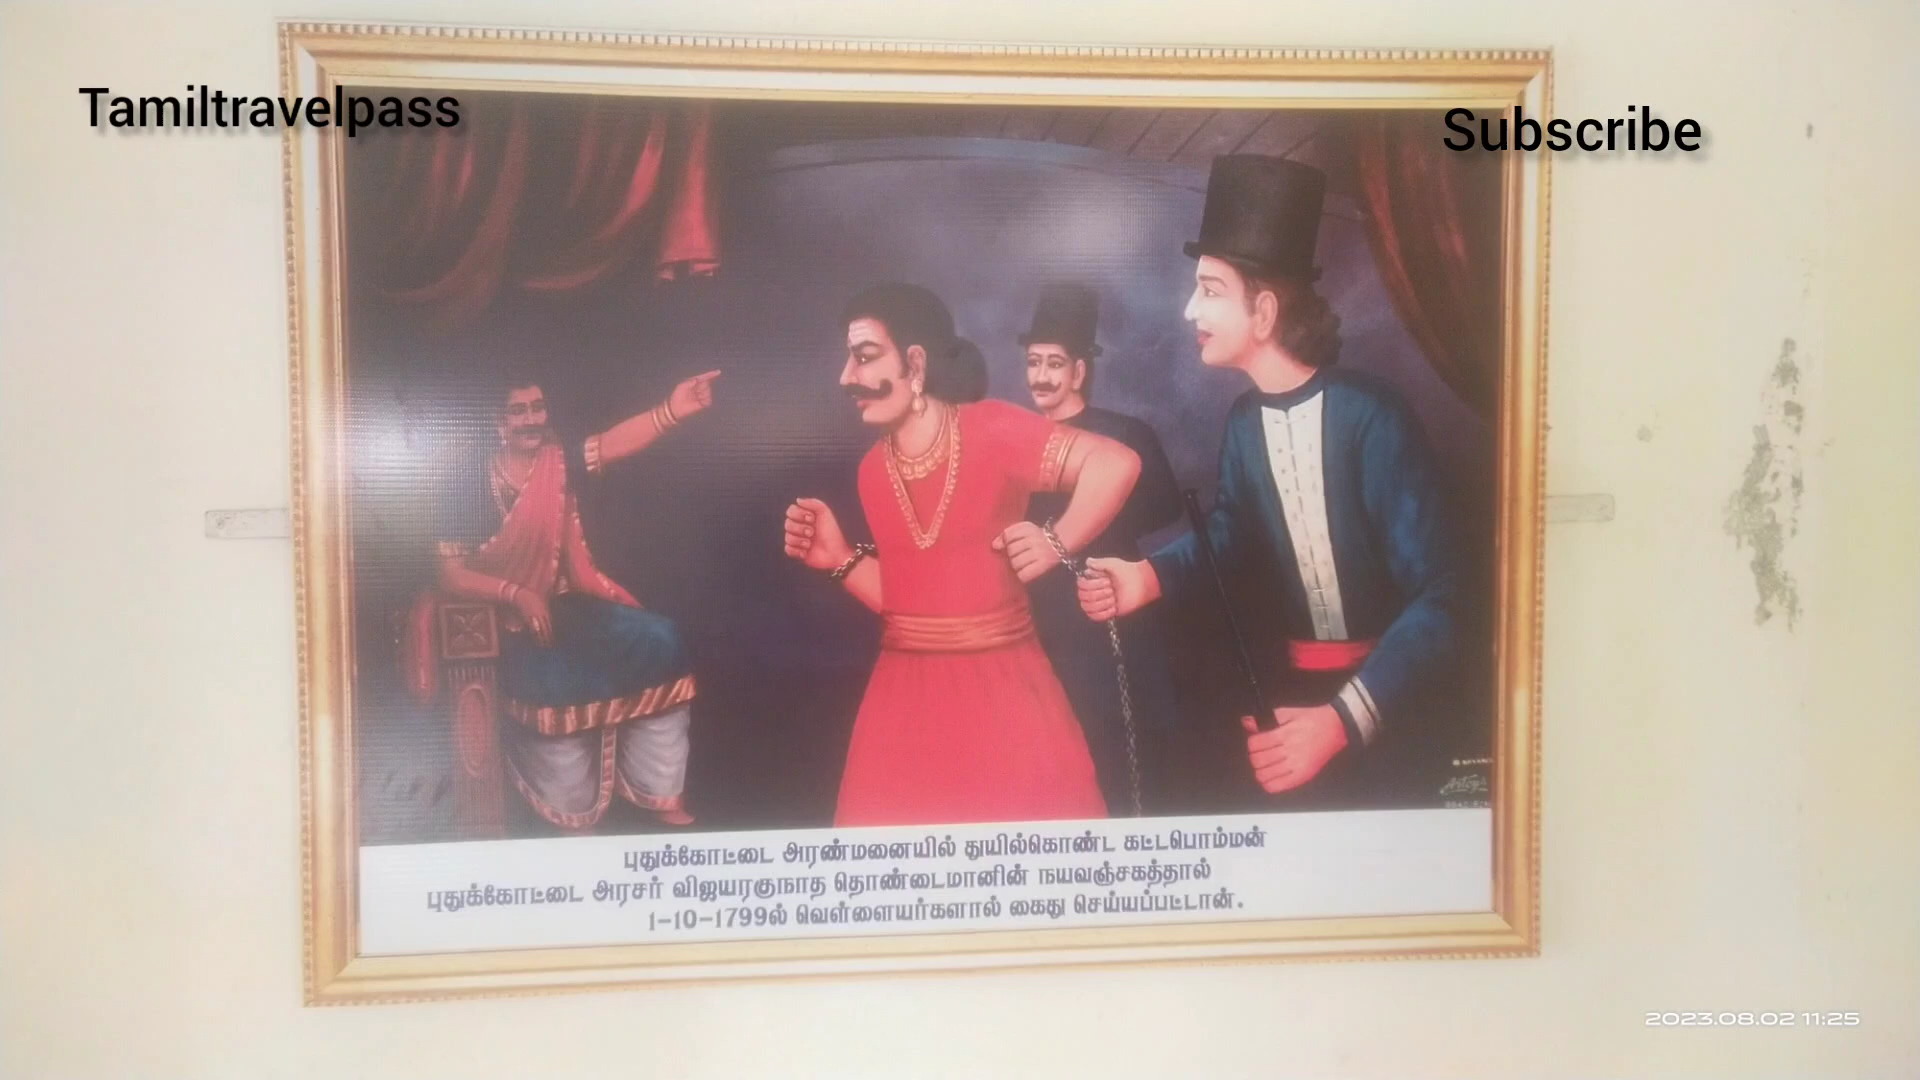 Tamiltravelpass
Subscribe
புதுக்கோட்டை அரண்மனையில் துயில்கொண்ட கட்டபொம்மன்
புதுக்கோட்டை அரசர் விஜயரகுநாத தொண்டைமானின் நயவஞ்சகத்தால்
1-10-1799ல் வெள்ளையர்களால் கைது செய்யப்பட்டான்.
2023.08.02 11:25